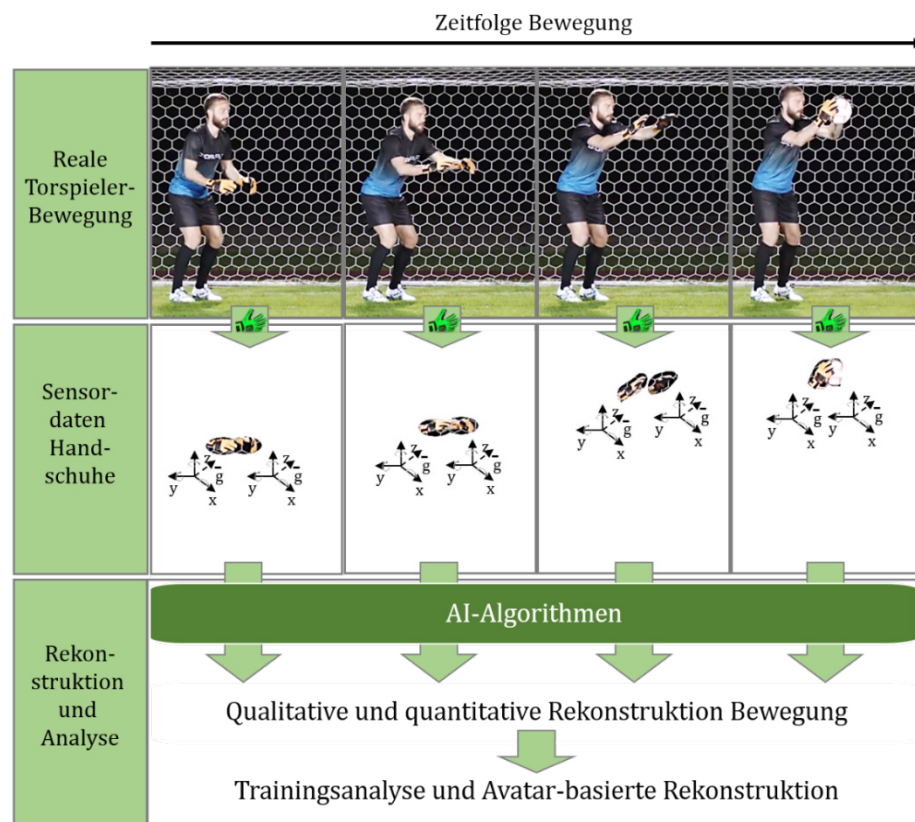 Zeitfolge Bewegung
Reale
Torspieler-
Bewegung
Sensor-
daten
Hand-
schuhe
z
g
y
x
z
g
y
x
z
g
y
x
z
g
y
x
Rekon-
struktion
und
Analyse
AI-Algorithmen
Qualitative und quantitative Rekonstruktion Bewegung
Trainingsanalyse und Avatar-basierte Rekonstruktion